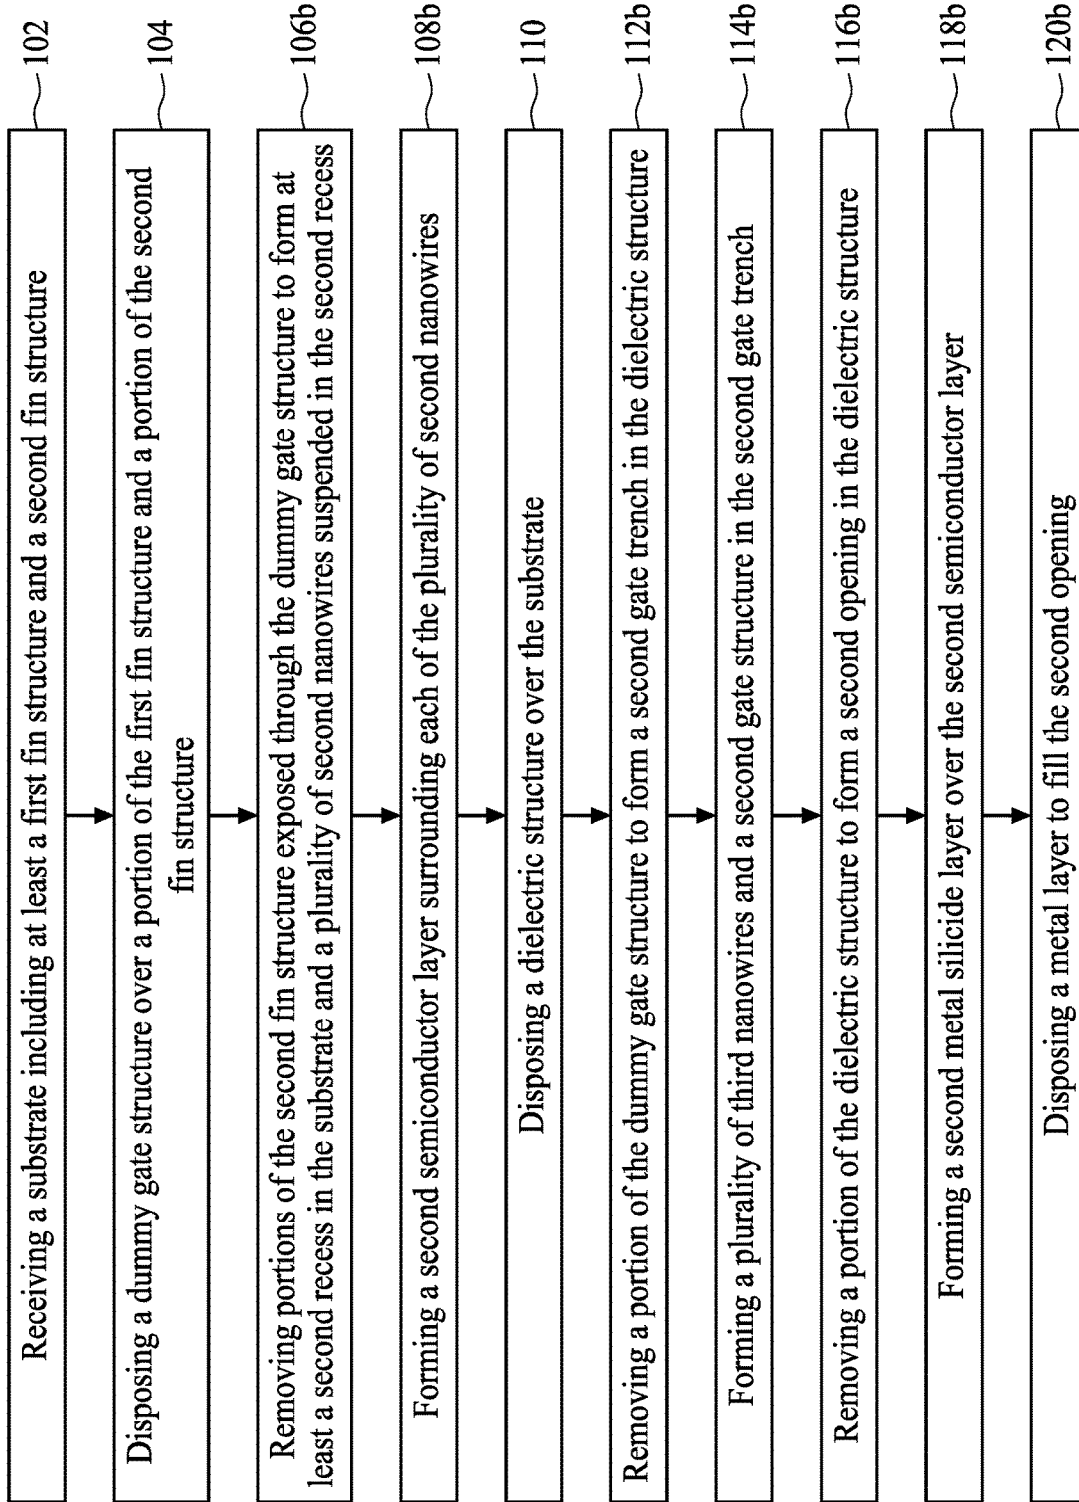 Receiving a substrate including at least a first fin structure and a second fin structure
102
Disposing a dummy gate structure over a portion of the first fin structure and a portion of the second
fin structure
104
Removing portions of the second fin structure exposed through the dummy gate structure to form at
least a second recess in the substrate and a plurality of second nanowires suspended in the second recess
106b
Forming a second semiconductor layer surrounding each of the plurality of second nanowires
108b
Disposing a dielectric structure over the substrate
110
Removing a portion of the dummy gate structure to form a second gate trench in the dielectric structure
112b
Forming a plurality of third nanowires and a second gate structure in the second gate trench
114b
Removing a portion of the dielectric structure to form a second opening in the dielectric structure
116b
Forming a second metal silicide layer over the second semiconductor layer
118b
Disposing a metal layer to fill the second opening
120b